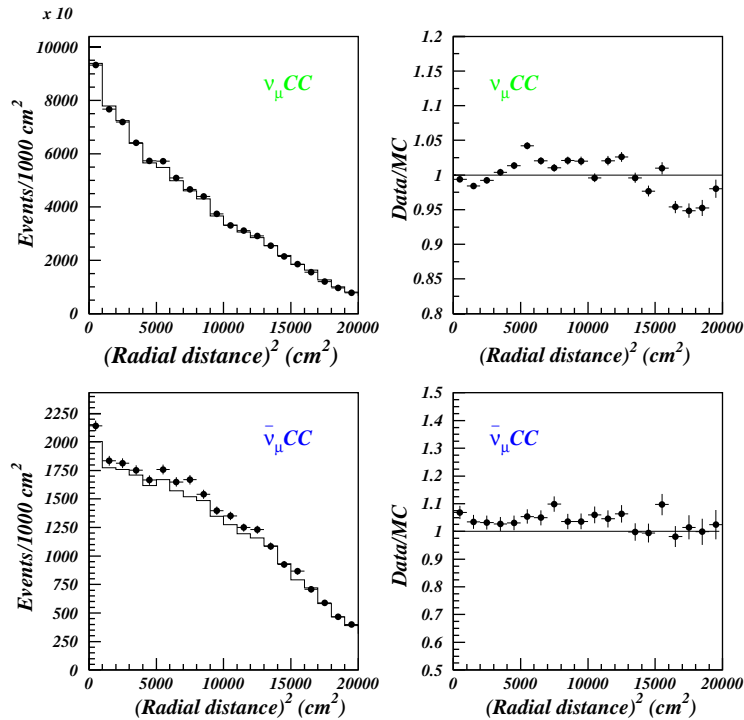 x 10
10000
8000
6000
4000
2000
0
0 5000 10000 15000 20000
Events/1000 cm²
(Radial distance)² (cm²)
ν_μCC
1.2
1.15
1.1
1.05
1
0.95
0.9
0.85
0.8
0 5000 10000 15000 20000
Data/MC
(Radial distance)² (cm²)
ν_μCC
2250
2000
1750
1500
1250
1000
750
500
250
0
0 5000 10000 15000 20000
Events/1000 cm²
(Radial distance)² (cm²)
ν̄_μCC
1.5
1.4
1.3
1.2
1.1
1
0.9
0.8
0.7
0.6
0.5
0 5000 10000 15000 20000
Data/MC
(Radial distance)² (cm²)
ν̄_μCC